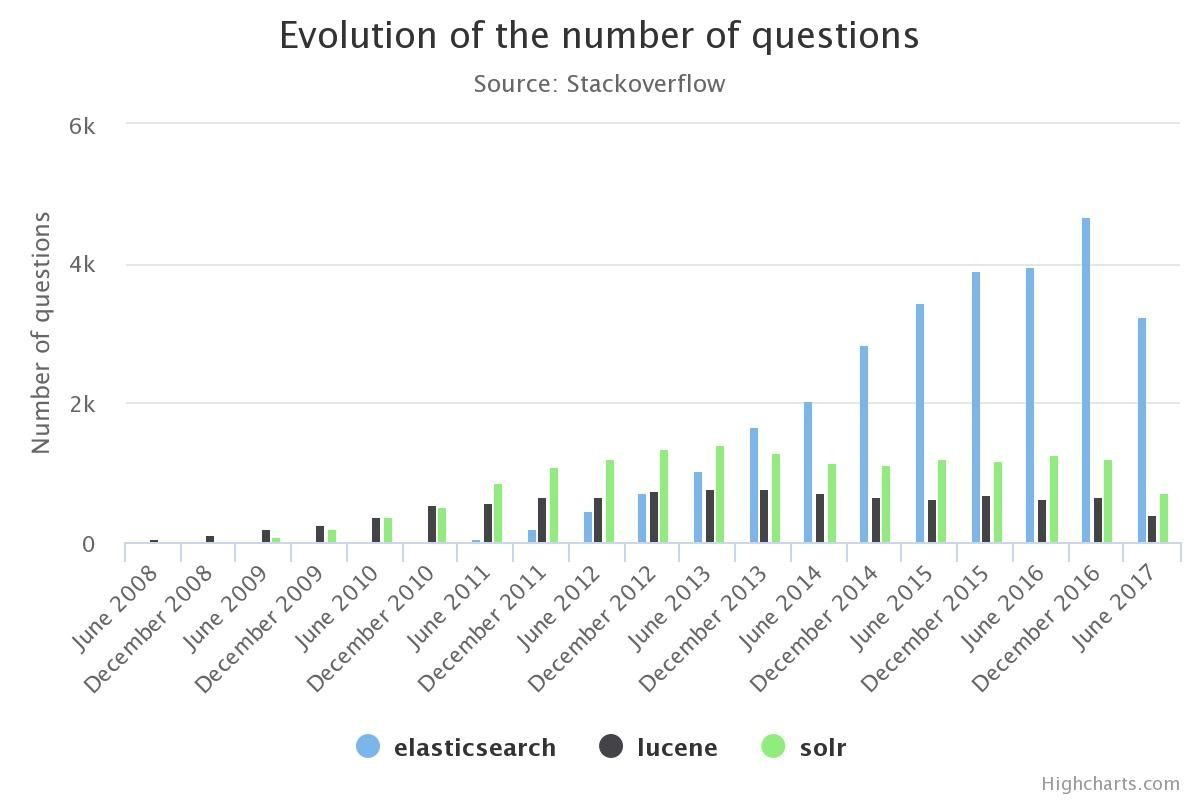 Evolution of the number of questions
Source: Stackoverflow
Number of questions
6k
4k
2k
0
June 2008
December 2008
June 2009
December 2009
June 2010
December 2010
June 2011
December 2011
June 2012
December 2012
June 2013
December 2013
June 2014
December 2014
June 2015
December 2015
June 2016
December 2016
June 2017
elasticsearch lucene solr
Highcharts.com